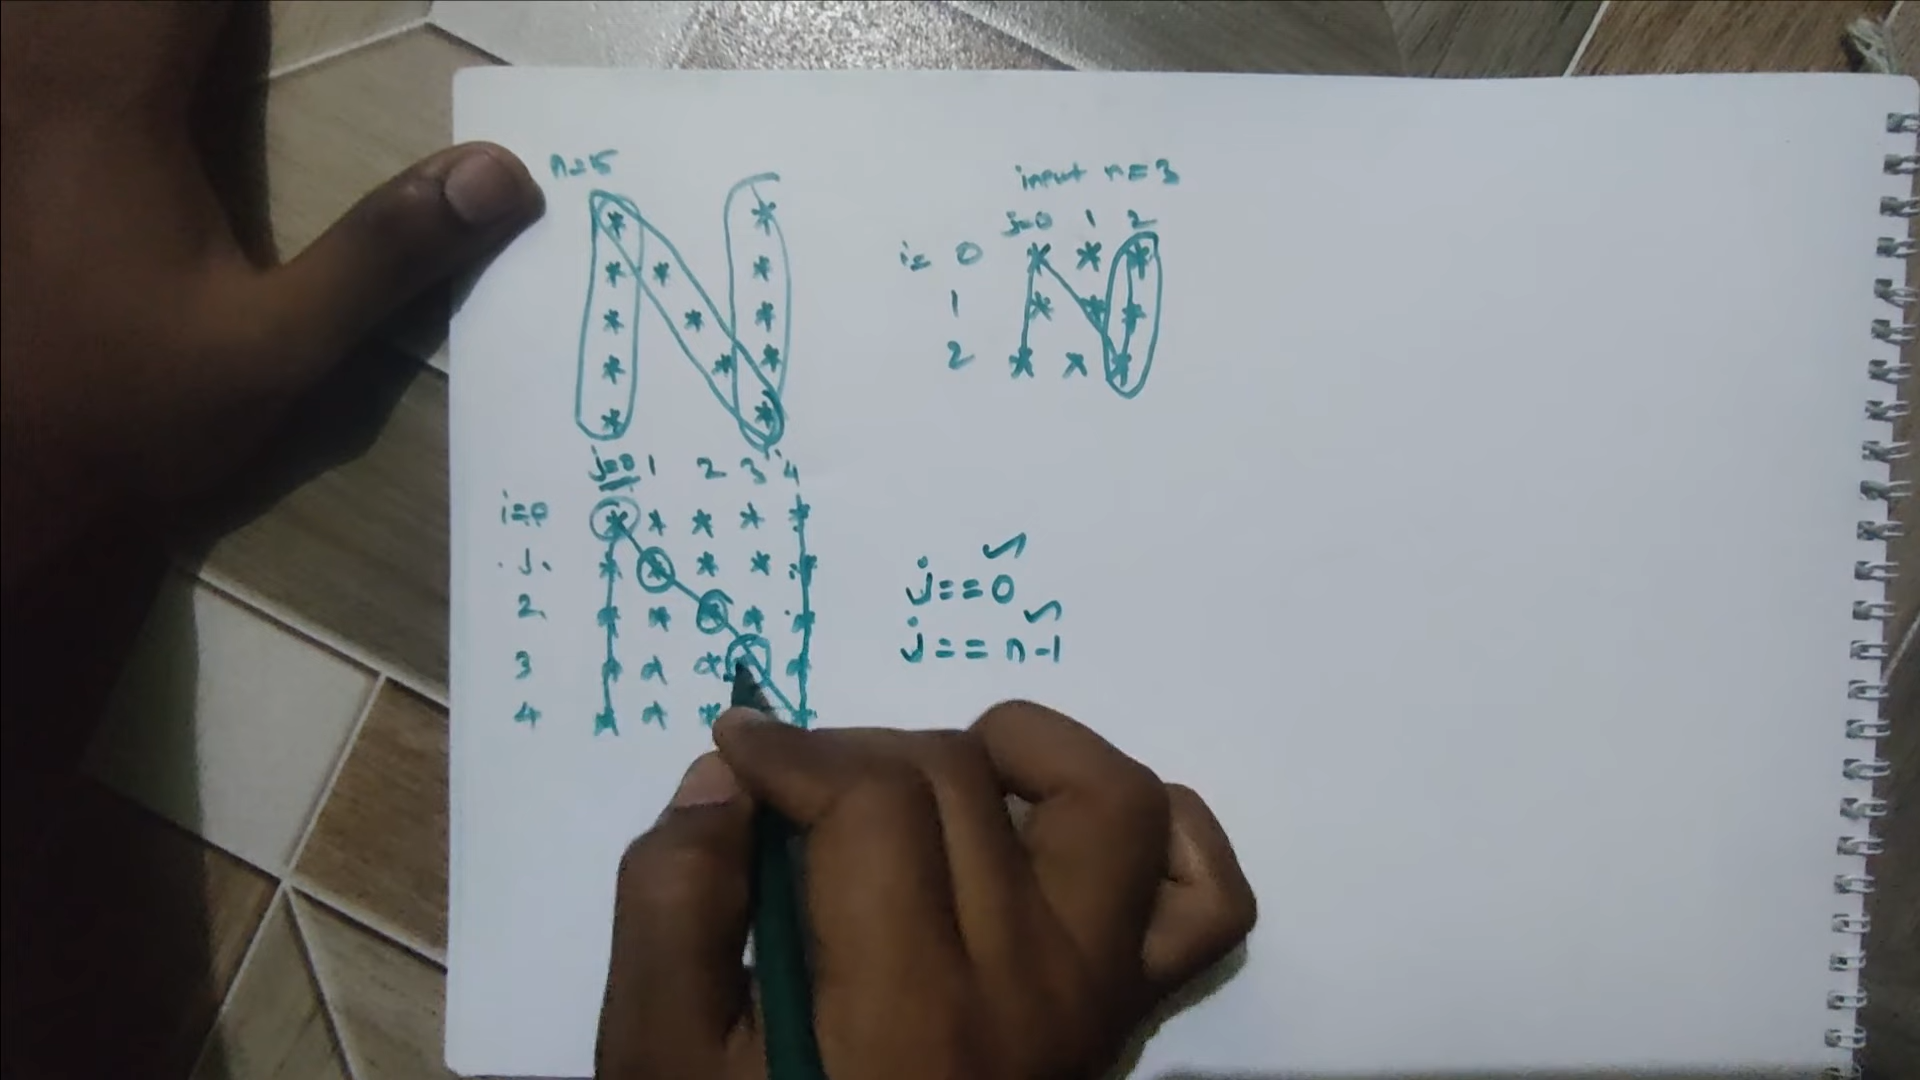 n=5
*       *
* *     *
*   *   *
*     * *
*       *
j=0 1 2 3 4
i=0 * * * * *
1 * * * * *
2 * * * * *
3 * * * * *
4 * * * *
input n=3
j=0 1 2
i= 0 * * *
1 * * *
2 * * *
j==0
j==n-1